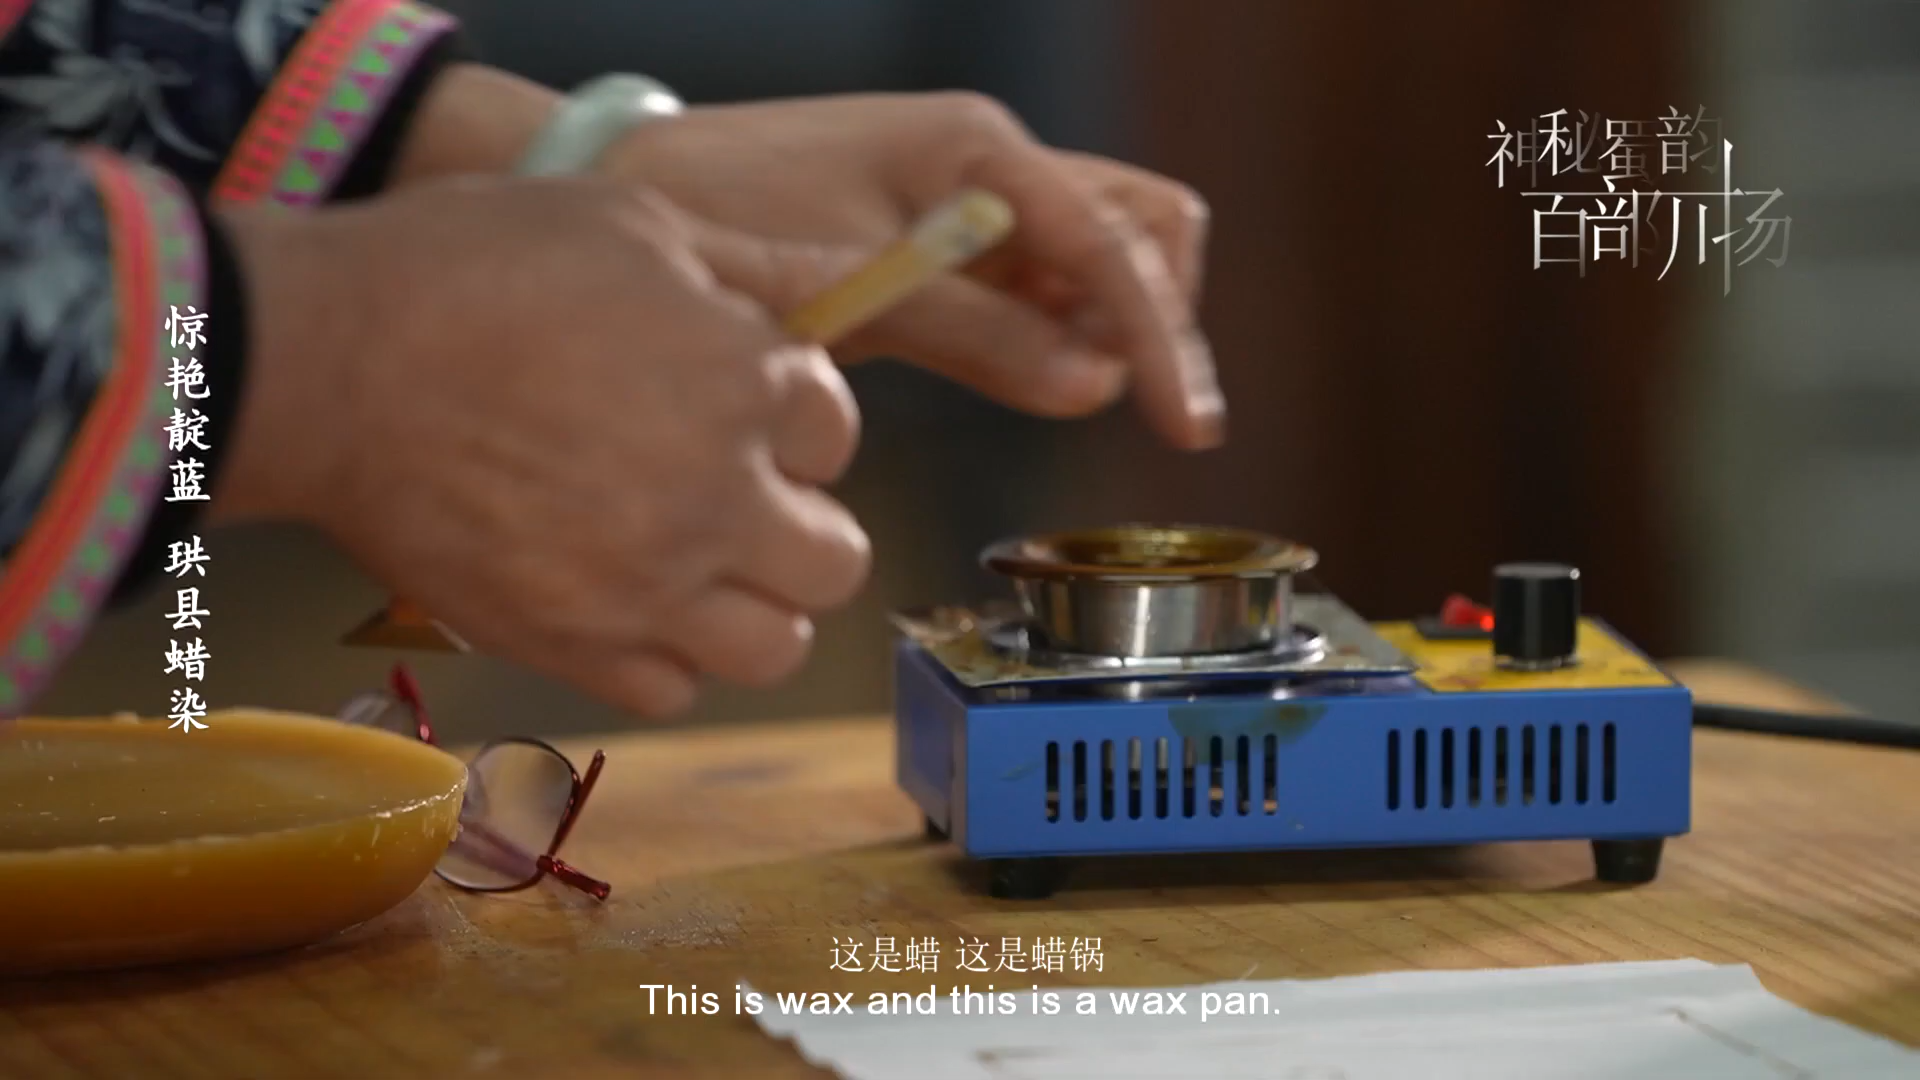 神秘蜀韵
百部川扬
惊艳靛蓝 珙县蜡染
这是蜡 这是蜡锅
This is wax and this is a wax pan.